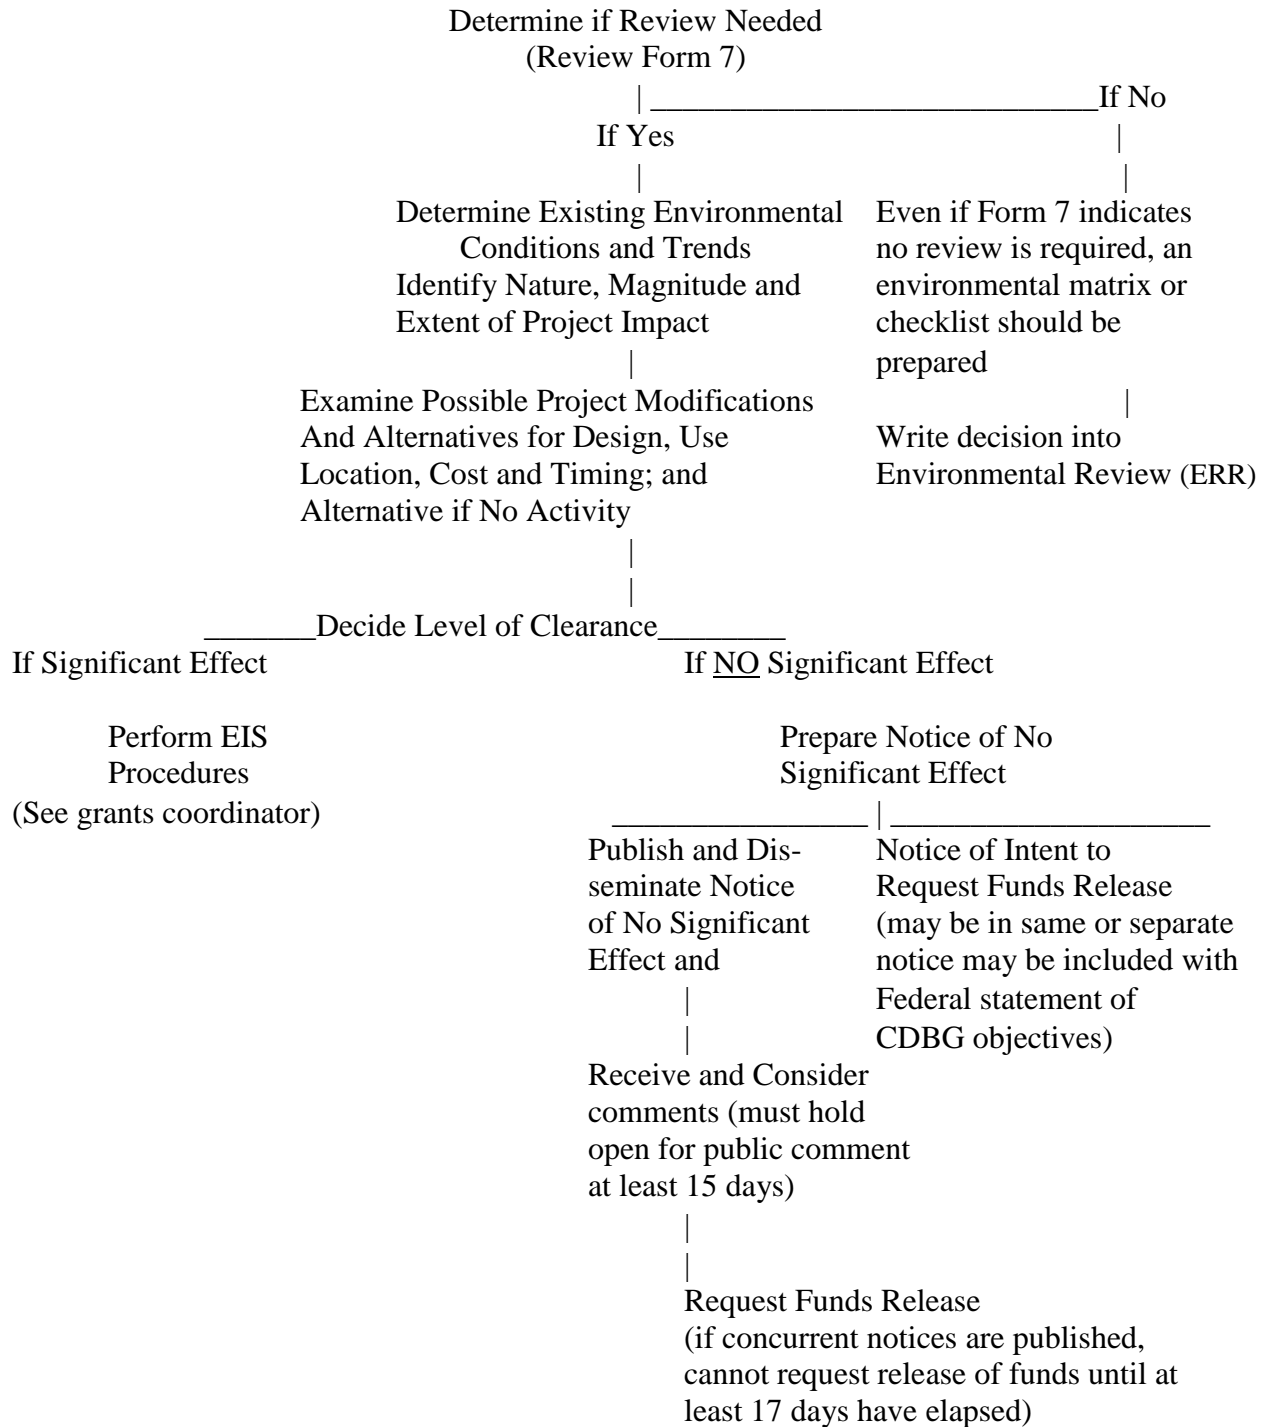 Determine if Review Needed
(Review Form 7)
| ____________________________If No
If Yes |
| |
Determine Existing Environmental Even if Form 7 indicates
Conditions and Trends no review is required, an
Identify Nature, Magnitude and environmental matrix or
Extent of Project Impact checklist should be
| prepared
Examine Possible Project Modifications |
And Alternatives for Design, Use Write decision into
Location, Cost and Timing; and Environmental Review (ERR)
Alternative if No Activity
|
|
_______Decide Level of Clearance________
If Significant Effect If NO Significant Effect
Perform EIS Prepare Notice of No
Procedures Significant Effect
(See grants coordinator) ________________ | ____________________
Publish and Dis- Notice of Intent to
seminate Notice Request Funds Release
of No Significant (may be in same or separate
Effect and notice may be included with
| Federal statement of
| CDBG objectives)
Receive and Consider
comments (must hold
open for public comment
at least 15 days)
|
|
Request Funds Release
(if concurrent notices are published,
cannot request release of funds until at
least 17 days have elapsed)